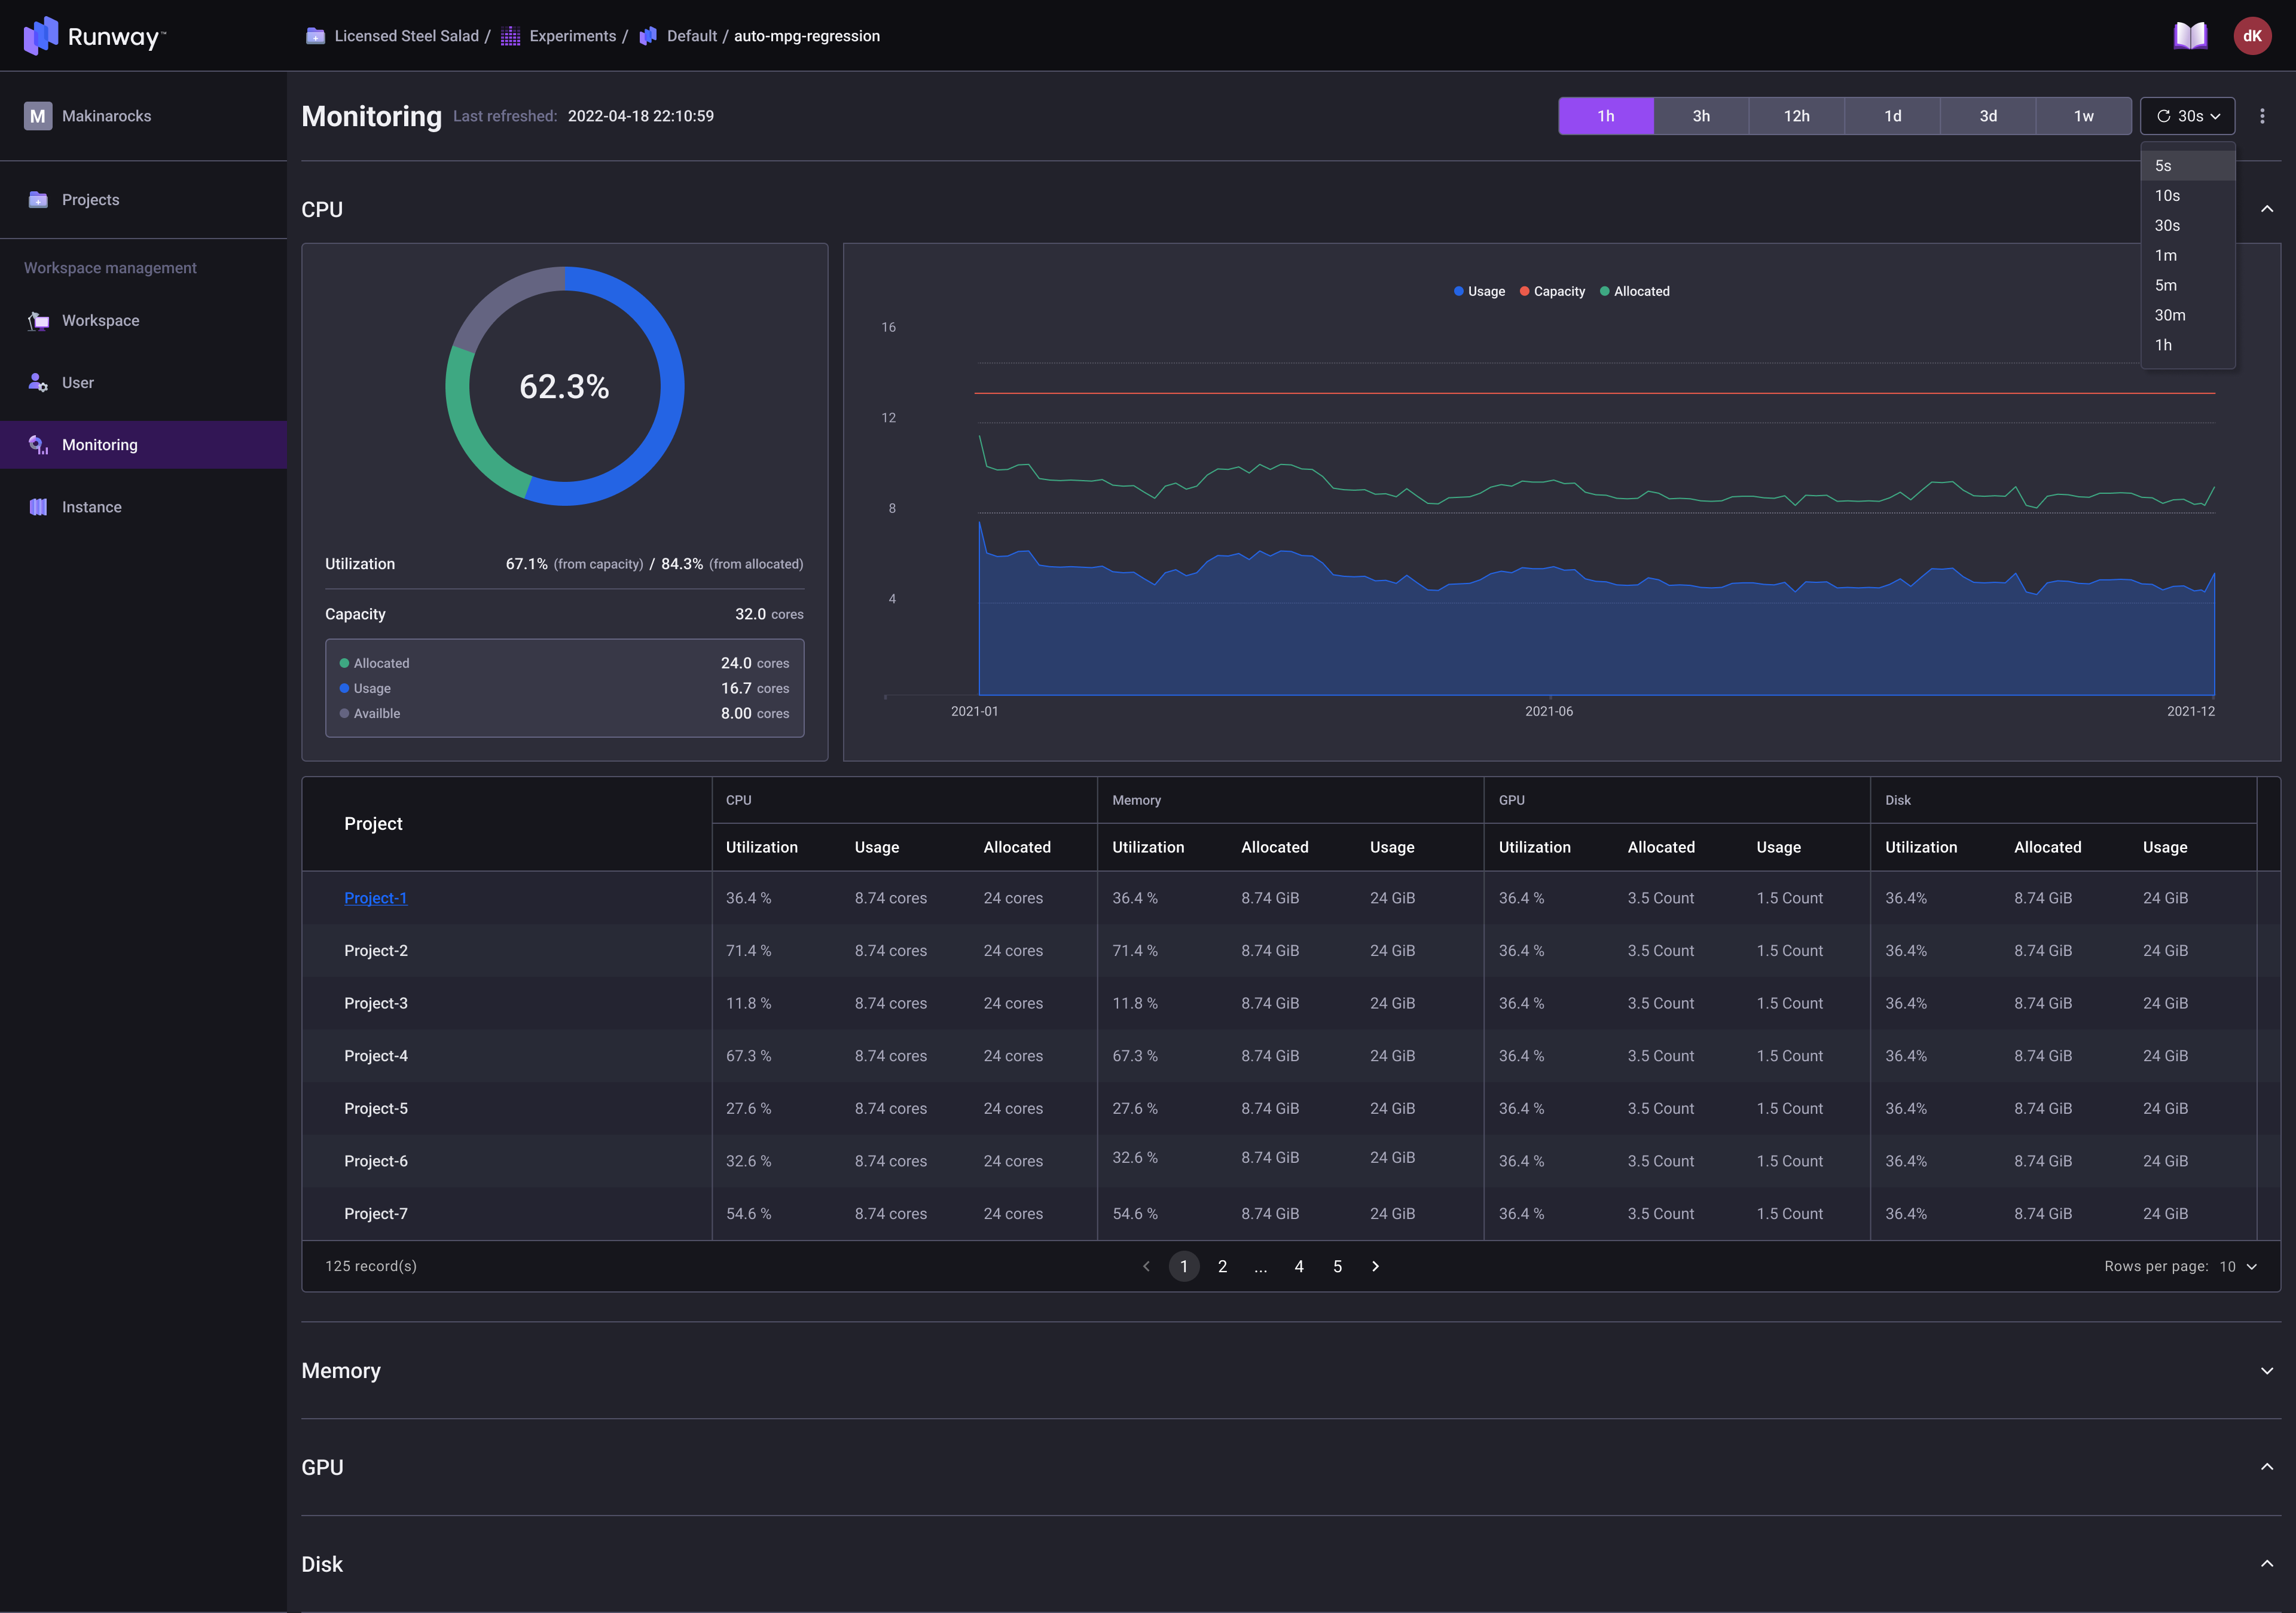 Runway™
Licensed Steel Salad / Experiments / Default / auto-mpg-regression
dK
M Makinarocks
Projects
Workspace management
Workspace
User
Monitoring
Instance
Monitoring Last refreshed: 2022-04-18 22:10:59
1h 3h 12h 1d 3d 1w 30s
5s
10s
30s
1m
5m
30m
1h
CPU
62.3%
Utilization 67.1% (from capacity) / 84.3% (from allocated)
Capacity 32.0 cores
Allocated 24.0 cores
Usage 16.7 cores
Availble 8.00 cores
Usage Capacity Allocated
16
12
8
4
2021-01 2021-06 2021-12
Project CPU Memory GPU Disk
Utilization Usage Allocated Utilization Allocated Usage Utilization Allocated Usage Utilization Allocated Usage
Project-1 36.4 % 8.74 cores 24 cores 36.4 % 8.74 GiB 24 GiB 36.4 % 3.5 Count 1.5 Count 36.4% 8.74 GiB 24 GiB
Project-2 71.4 % 8.74 cores 24 cores 71.4 % 8.74 GiB 24 GiB 36.4 % 3.5 Count 1.5 Count 36.4% 8.74 GiB 24 GiB
Project-3 11.8 % 8.74 cores 24 cores 11.8 % 8.74 GiB 24 GiB 36.4 % 3.5 Count 1.5 Count 36.4% 8.74 GiB 24 GiB
Project-4 67.3 % 8.74 cores 24 cores 67.3 % 8.74 GiB 24 GiB 36.4 % 3.5 Count 1.5 Count 36.4% 8.74 GiB 24 GiB
Project-5 27.6 % 8.74 cores 24 cores 27.6 % 8.74 GiB 24 GiB 36.4 % 3.5 Count 1.5 Count 36.4% 8.74 GiB 24 GiB
Project-6 32.6 % 8.74 cores 24 cores 32.6 % 8.74 GiB 24 GiB 36.4 % 3.5 Count 1.5 Count 36.4% 8.74 GiB 24 GiB
Project-7 54.6 % 8.74 cores 24 cores 54.6 % 8.74 GiB 24 GiB 36.4 % 3.5 Count 1.5 Count 36.4% 8.74 GiB 24 GiB
125 record(s) 1 2 ... 4 5 Rows per page: 10
Memory
GPU
Disk